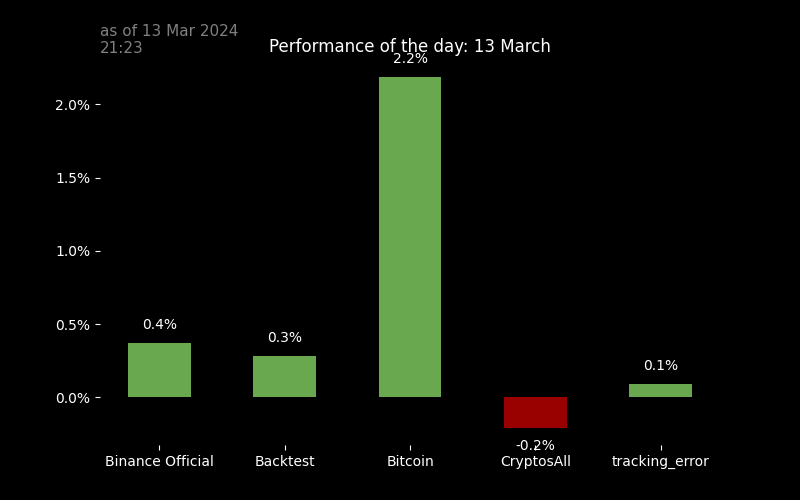 as of 13 Mar 2024
21:23
Performance of the day: 13 March
2.2%
2.0%
1.5%
1.0%
0.5%
0.4%
0.3%
0.1%
0.0%
-0.2%
Binance Official
Backtest
Bitcoin
CryptosAll
tracking_error